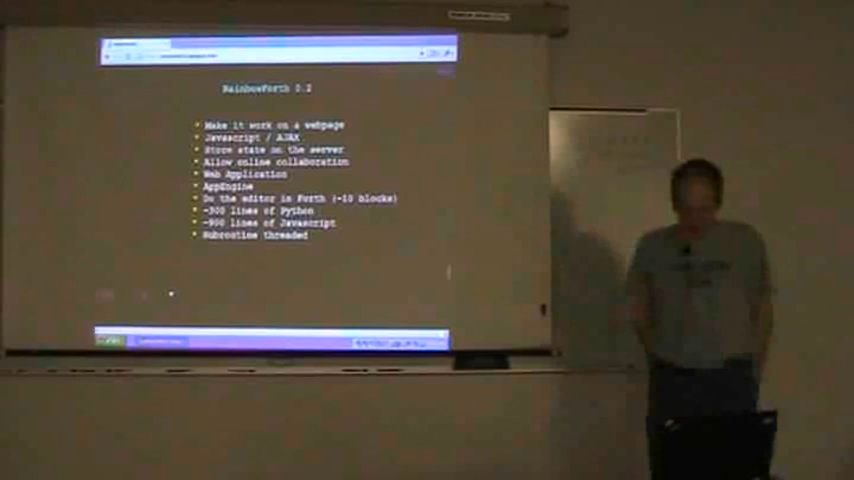 RainbowForth 0.2
Make it work on a webpage
Javascript / AJAX
Store state on the server
Allow online collaboration
Web Application
AppEngine
Do the editor in Forth (~10 blocks)
~300 lines of Python
~900 lines of Javascript
Subroutine threaded